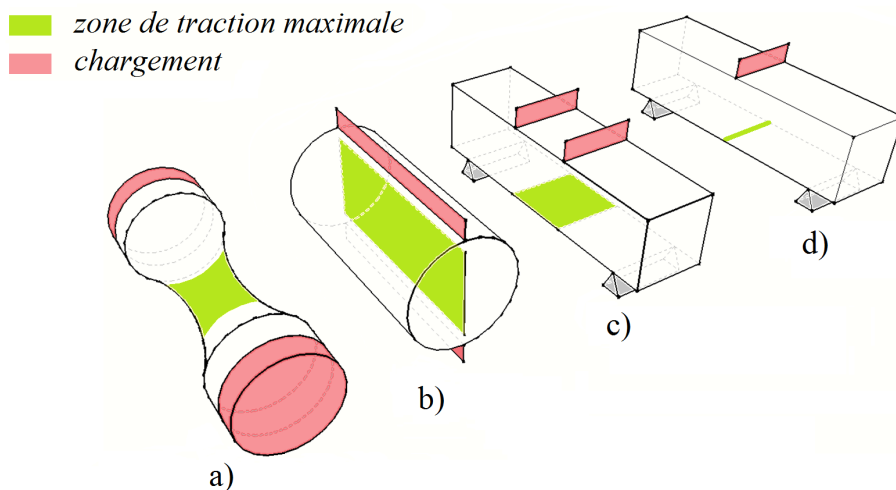 zone de traction maximale
chargement
a)
b)
c)
d)